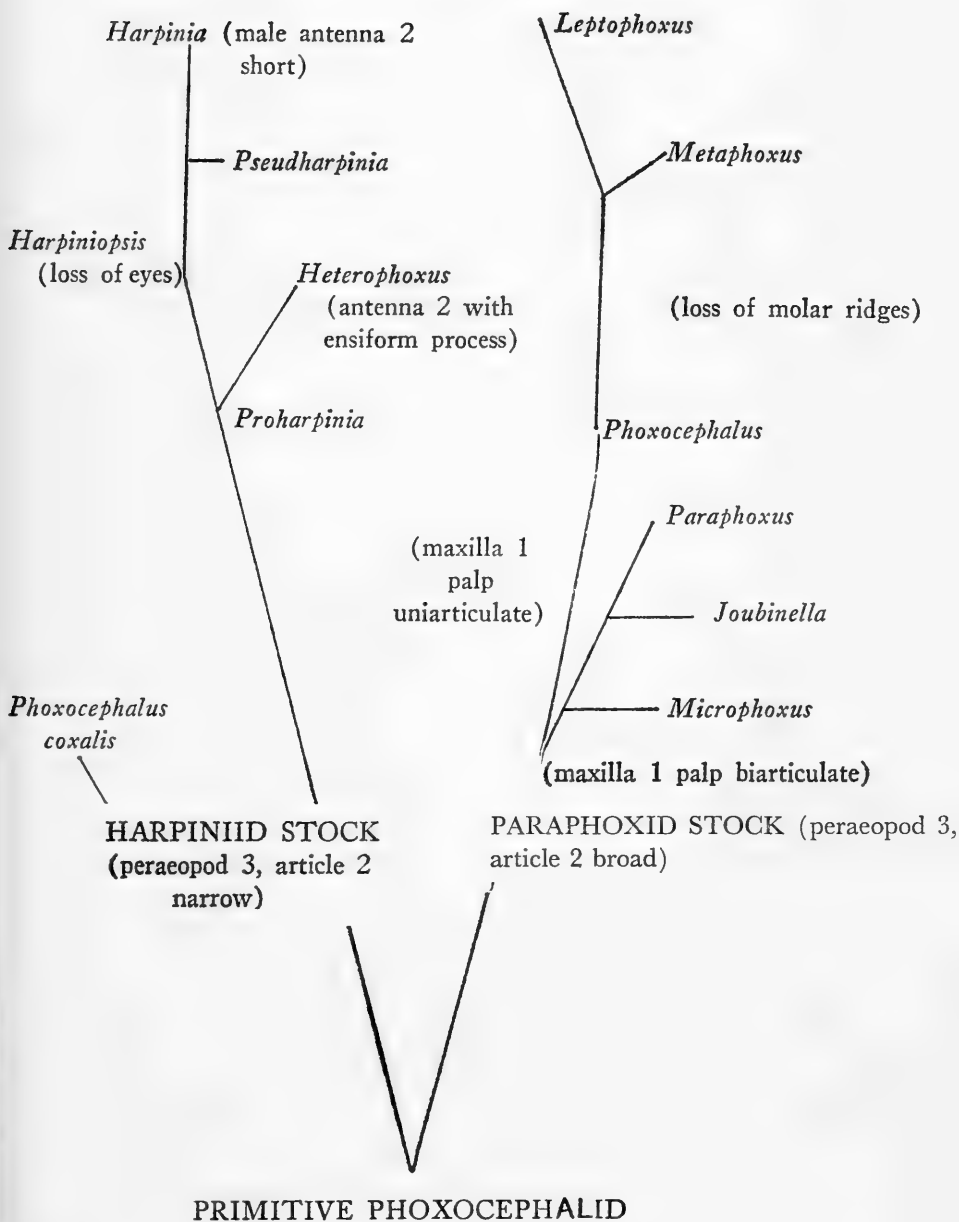 Harpinia (male antenna 2
short)
Leptophoxus
Pseudharpinia
Metaphoxus
Harpiniopsis
(loss of eyes)
Heterophoxus
(antenna 2 with
ensiform process)
(loss of molar ridges)
Proharpinia
Phoxocephalus
Paraphoxus
(maxilla 1
palp
uniarticulate)
Joubinella
Phoxocephalus
coxalis
Microphoxus
(maxilla 1 palp biarticulate)
HARPINIID STOCK
(peraeopod 3, article 2
narrow)
PARAPHOXID STOCK (peraeopod 3,
article 2 broad)
PRIMITIVE PHOXOCEPHALID